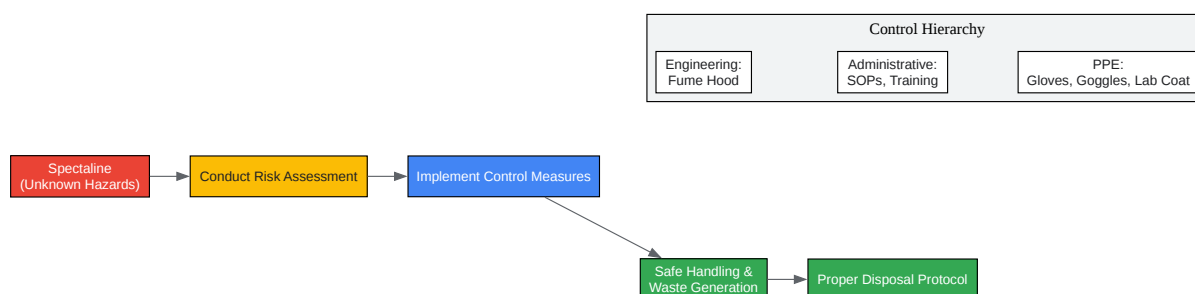 Control Hierarchy
Engineering:
Fume Hood
Administrative:
SOPs, Training
PPE:
Gloves, Goggles, Lab Coat
Spectaline
(Unknown Hazards)
Conduct Risk Assessment
Implement Control Measures
Safe Handling &
Waste Generation
Proper Disposal Protocol